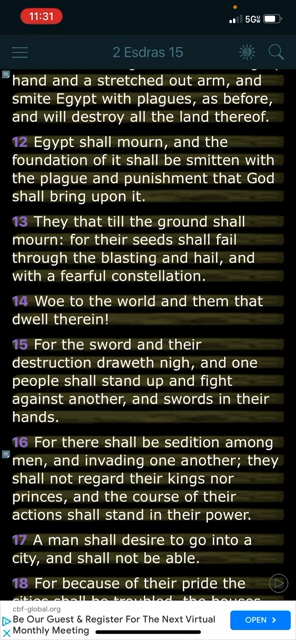 11:31
5G
2 Esdras 15
hand and a stretched out arm, and
smite Egypt with plagues, as before,
and will destroy all the land thereof.
12 Egypt shall mourn, and the
foundation of it shall be smitten with
the plague and punishment that God
shall bring upon it.
13 They that till the ground shall
mourn: for their seeds shall fail
through the blasting and hail, and
with a fearful constellation.
14 Woe to the world and them that
dwell therein!
15 For the sword and their
destruction draweth nigh, and one
people shall stand up and fight
against another, and swords in their
hands.
16 For there shall be sedition among
men, and invading one another; they
shall not regard their kings nor
princes, and the course of their
actions shall stand in their power.
17 A man shall desire to go into a
city, and shall not be able.
18 For because of their pride the
cities shall be troubled, the houses
cbf-global.org
Be Our Guest & Register For The Next Virtual
Monthly Meeting
OPEN >